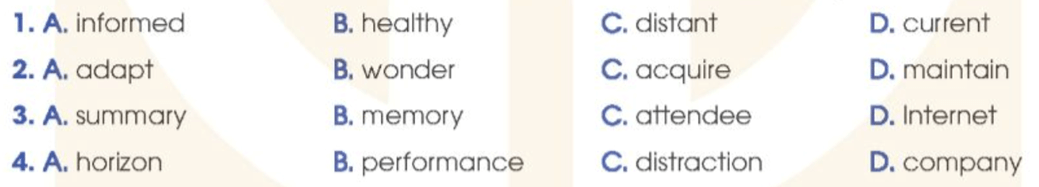 1. A. informed B. healthy C. distant D. current
2. A. adapt B. wonder C. acquire D. maintain
3. A. summary B. memory C. attendee D. Internet
4. A. horizon B. performance C. distraction D. company